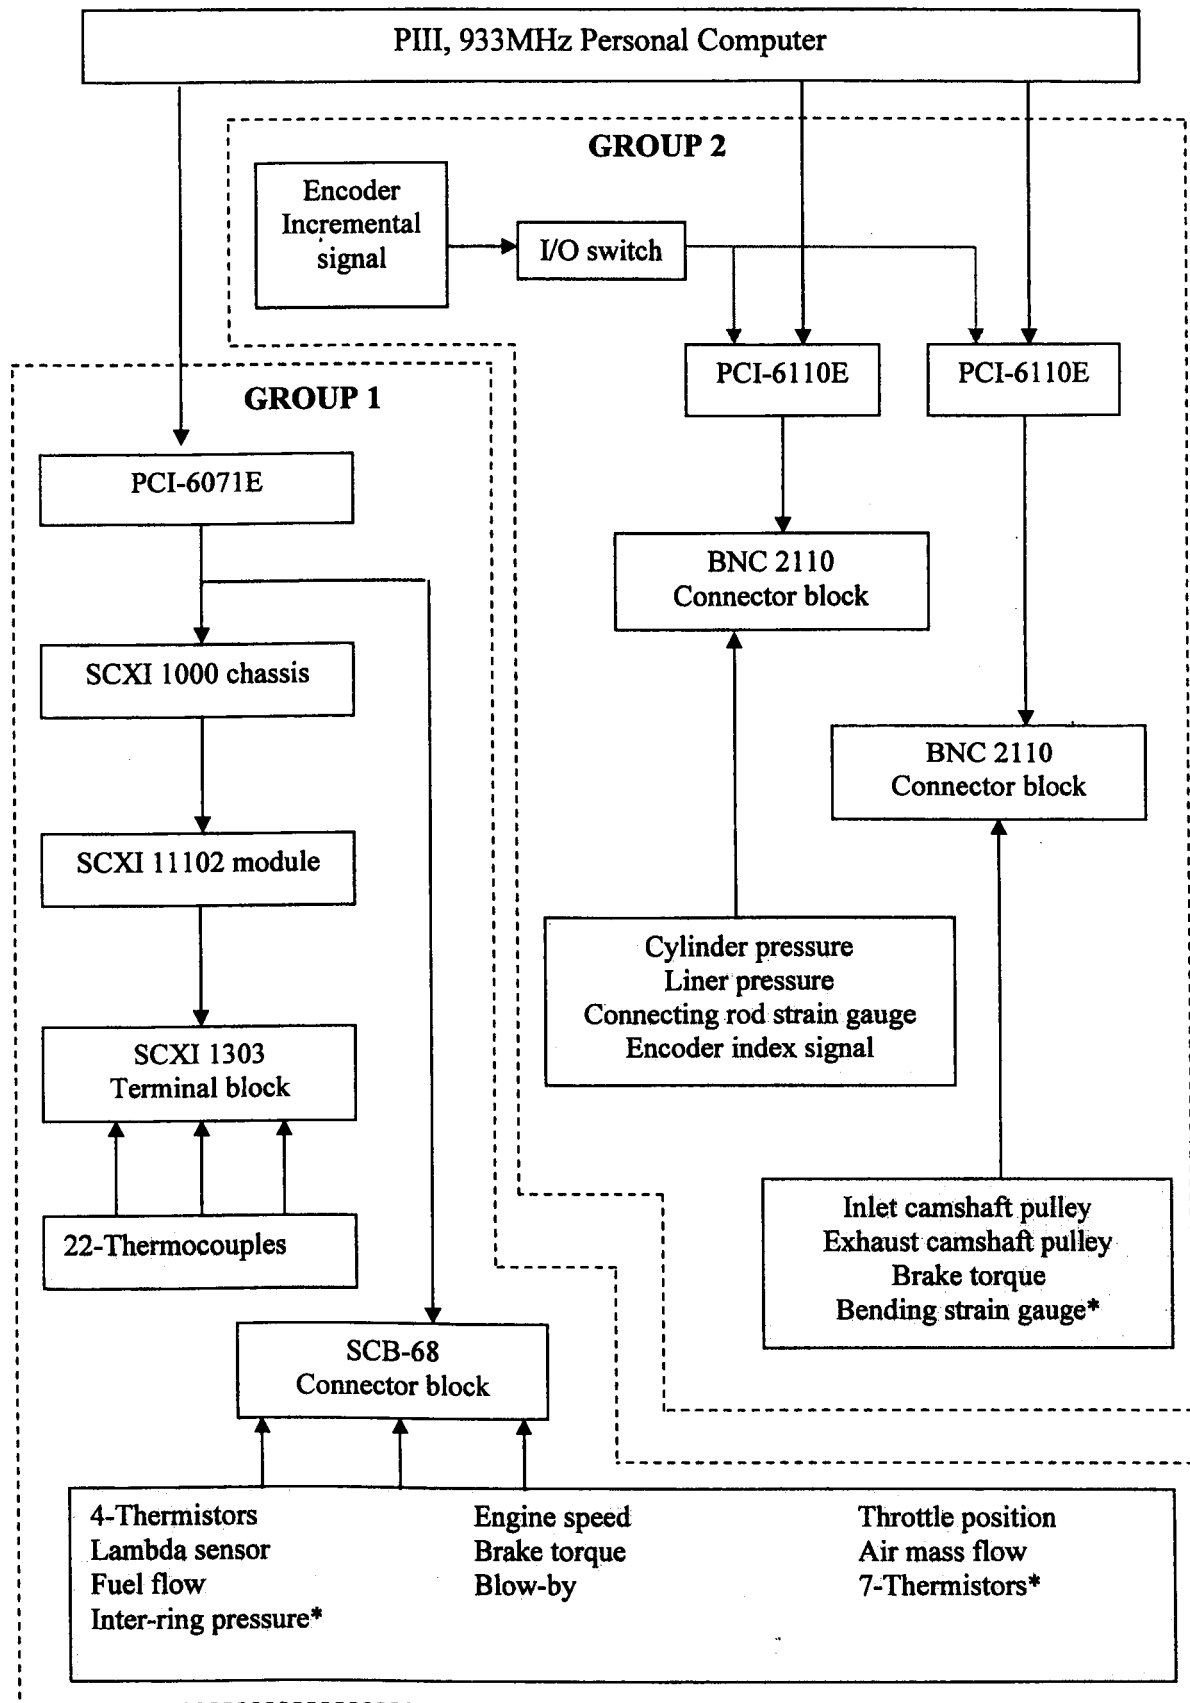 PIII, 933MHz Personal Computer
GROUP 2
Encoder
Incremental
signal
I/O switch
PCI-6110E
PCI-6110E
GROUP 1
PCI-6071E
BNC 2110
Connector block
SCXI 1000 chassis
BNC 2110
Connector block
SCXI 11102 module
Cylinder pressure
Liner pressure
Connecting rod strain gauge
Encoder index signal
SCXI 1303
Terminal block
22-Thermocouples
Inlet camshaft pulley
Exhaust camshaft pulley
Brake torque
Bending strain gauge*
SCB-68
Connector block
4-Thermistors
Lambda sensor
Fuel flow
Inter-ring pressure*
Engine speed
Brake torque
Blow-by
Throttle position
Air mass flow
7-Thermistors*